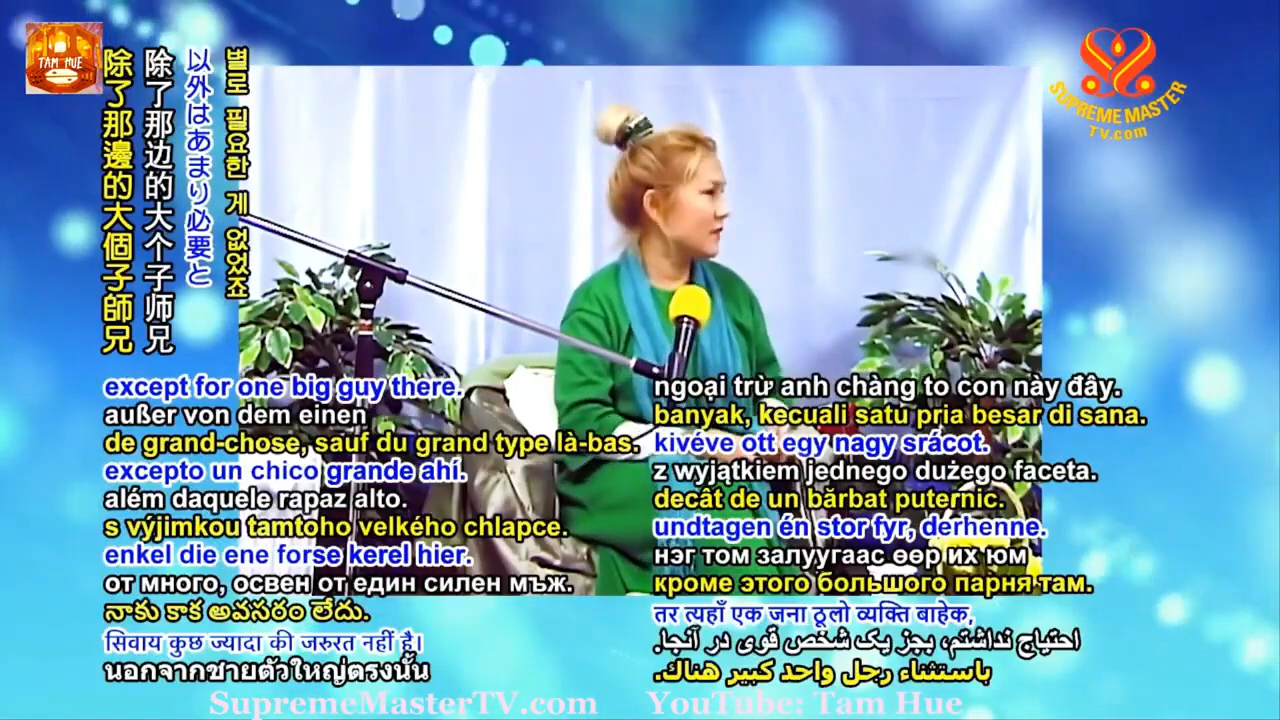 TAM HUE
除了那邊的大個子師兄
除了那边的大个子师兄
以外はあまり必要と
별로 필요한 게 없었죠
SUPREME MASTER
TV.com
except for one big guy there.
außer von dem einen
de grand-chose, sauf du grand type là-bas.
excepto un chico grande ahí.
além daquele rapaz alto.
s výjimkou tamtoho velkého chlapce.
enkel die ene forse kerel hier.
от много, освен от един силен мъж.
నాకు కాక అవసరం లేదు.
सिवाय कुछ ज्यादा की जरुरत नहीं है।
นอกจากชายตัวใหญ่ตรงนั้น
ngoại trừ anh chàng to con này đây.
banyak, kecuali satu pria besar di sana.
kivéve ott egy nagy srácot.
z wyjątkiem jednego dużego faceta.
decât de un bărbat puternic.
undtagen én stor fyr, derhenne.
нэг том залуугаас өөр их юм
кроме этого большого парня там.
तर त्यहाँ एक जना ठूलो व्यक्ति बाहेक,
احتیاج نداشتم، بجز یک شخص قوی در آنجا.
باستثناء رجل واحد كبير هناك.
SupremeMasterTV.com
YouTube: Tam Hue